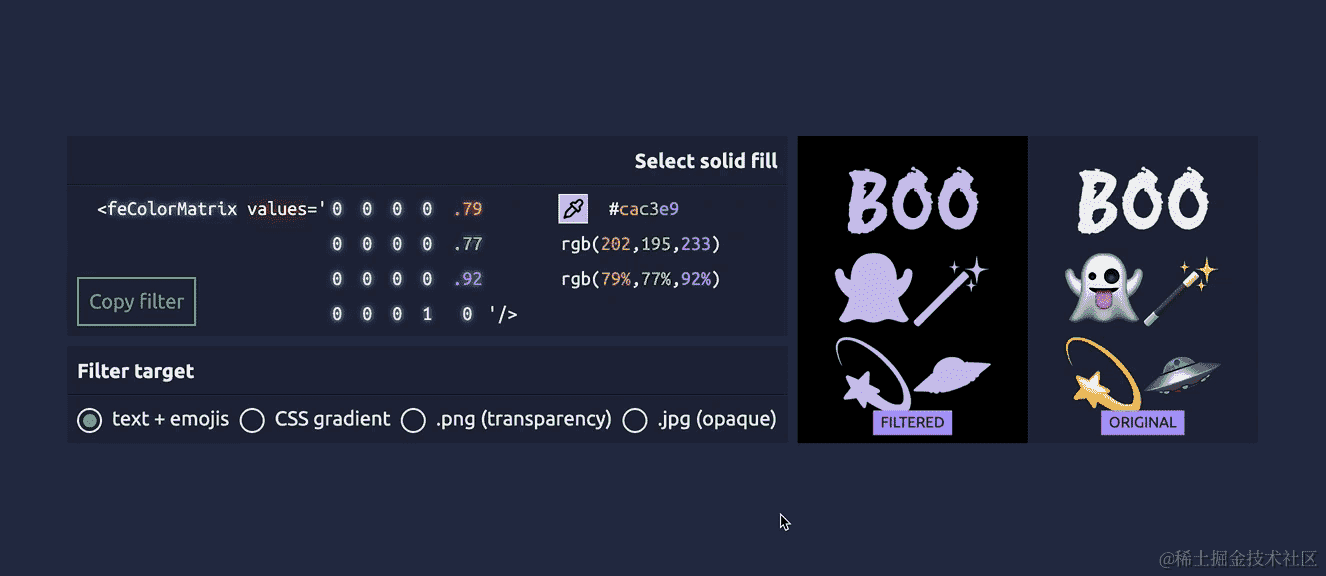 Select solid fill
<feColorMatrix values='0 0 0 0 .79
#cac3e9
0 0 0 0 .77
rgb(202,195,233)
0 0 0 0 .92
rgb(79%,77%,92%)
0 0 0 1 0 '/>
Copy filter
Filter target
text + emojis
CSS gradient
.png (transparency)
.jpg (opaque)
BOO
FILTERED
BOO
ORIGINAL
@稀土掘金技术社区